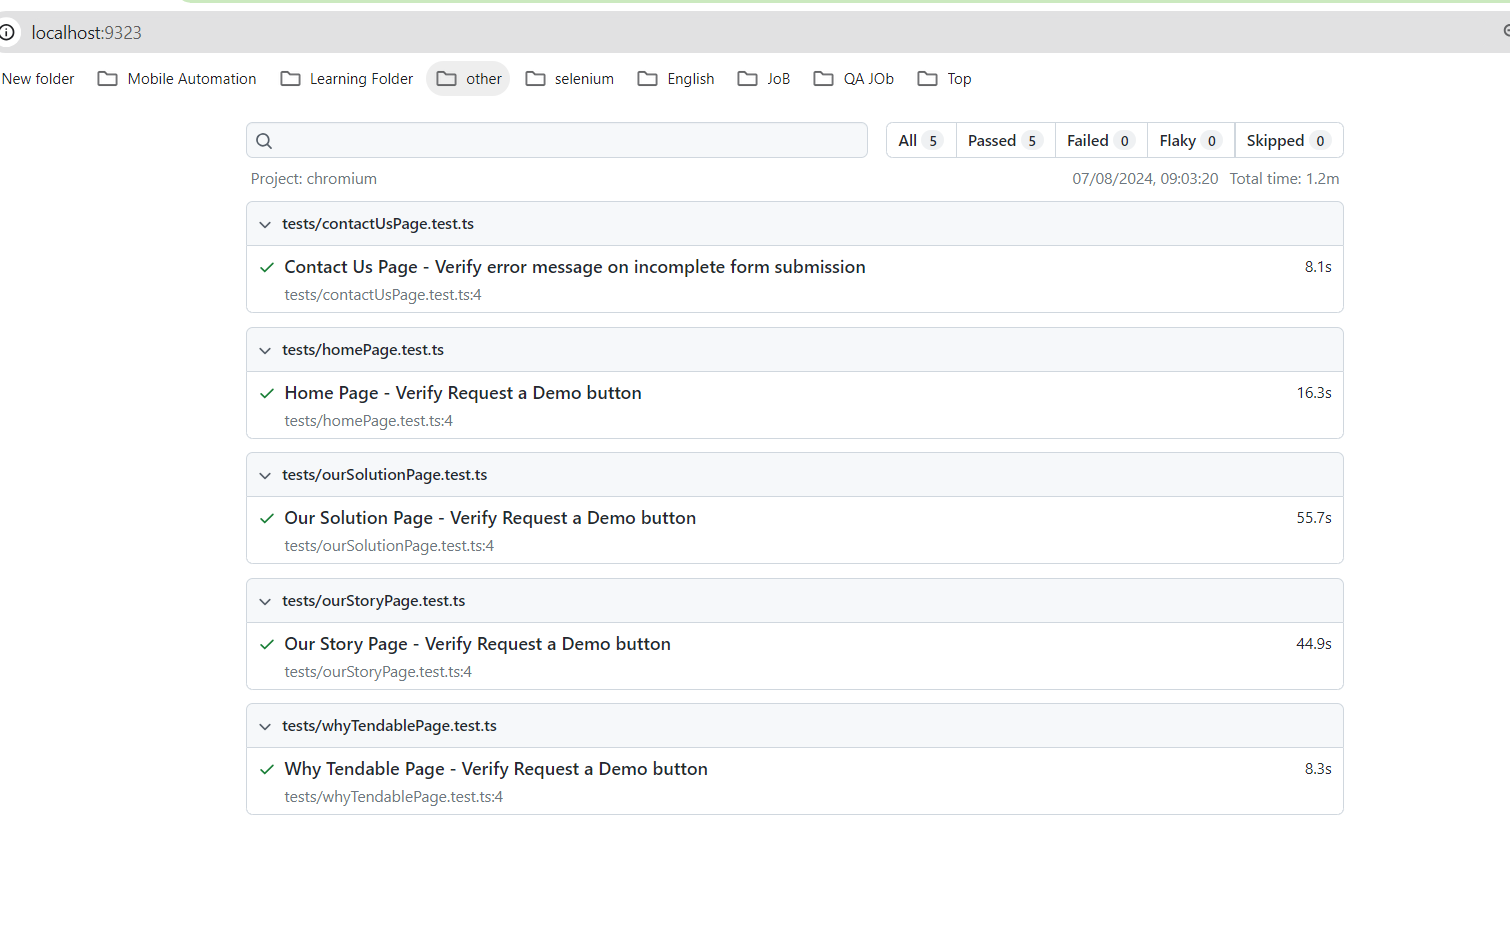 localhost:9323
New folder Mobile Automation Learning Folder other selenium English JoB QA JOb Top
All 5 Passed 5 Failed 0 Flaky 0 Skipped 0
Project: chromium 07/08/2024, 09:03:20 Total time: 1.2m
tests/contactUsPage.test.ts
Contact Us Page - Verify error message on incomplete form submission 8.1s
tests/contactUsPage.test.ts:4
tests/homePage.test.ts
Home Page - Verify Request a Demo button 16.3s
tests/homePage.test.ts:4
tests/ourSolutionPage.test.ts
Our Solution Page - Verify Request a Demo button 55.7s
tests/ourSolutionPage.test.ts:4
tests/ourStoryPage.test.ts
Our Story Page - Verify Request a Demo button 44.9s
tests/ourStoryPage.test.ts:4
tests/whyTendablePage.test.ts
Why Tendable Page - Verify Request a Demo button 8.3s
tests/whyTendablePage.test.ts:4